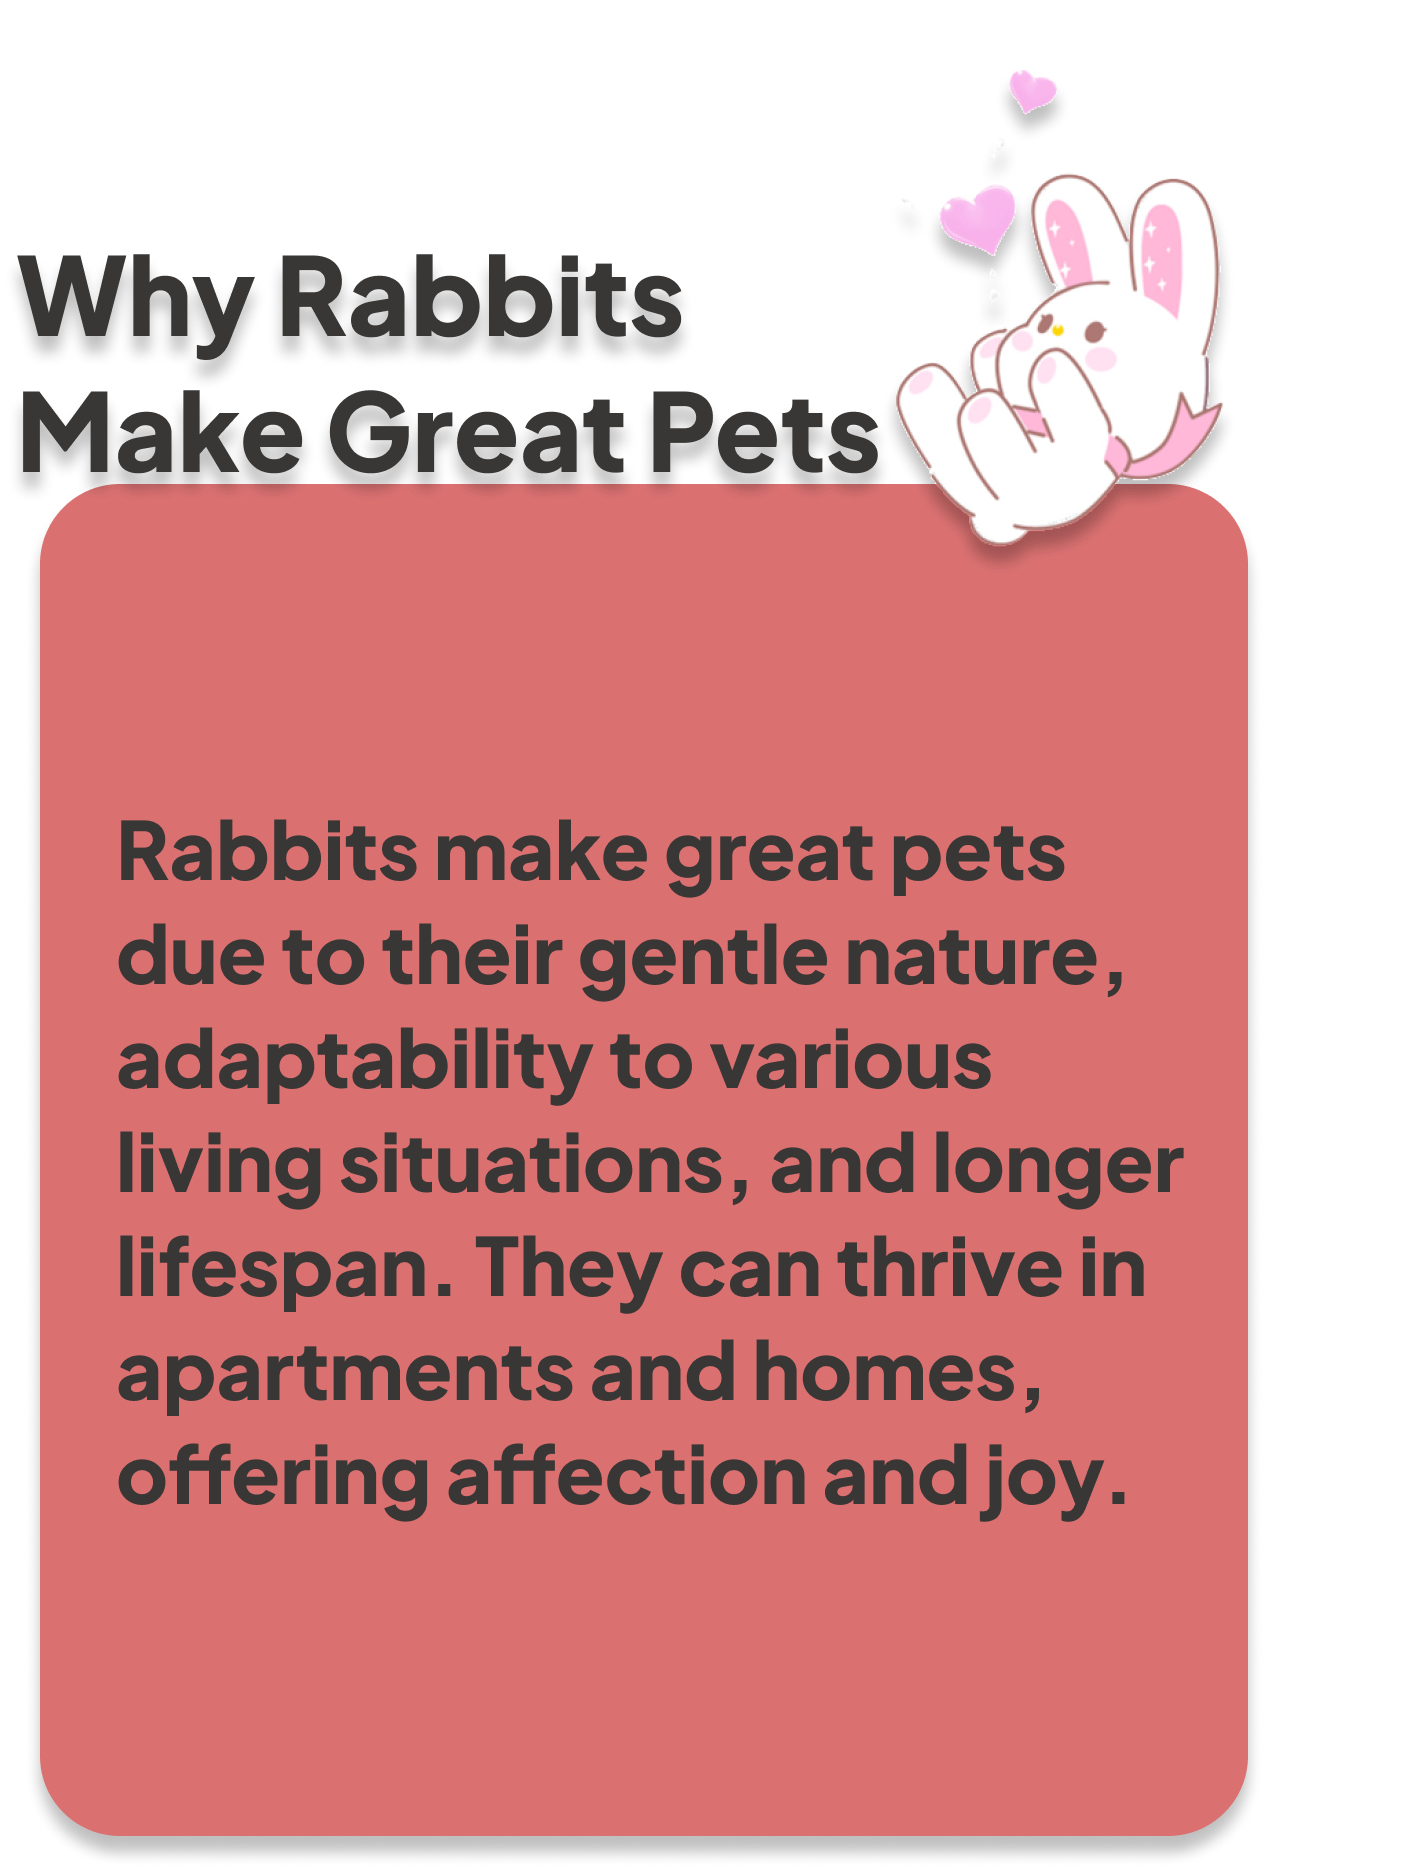 Why Rabbits
Make Great Pets
Rabbits make great pets
due to their gentle nature,
adaptability to various
living situations, and longer
lifespan. They can thrive in
apartments and homes,
offering affection and joy.